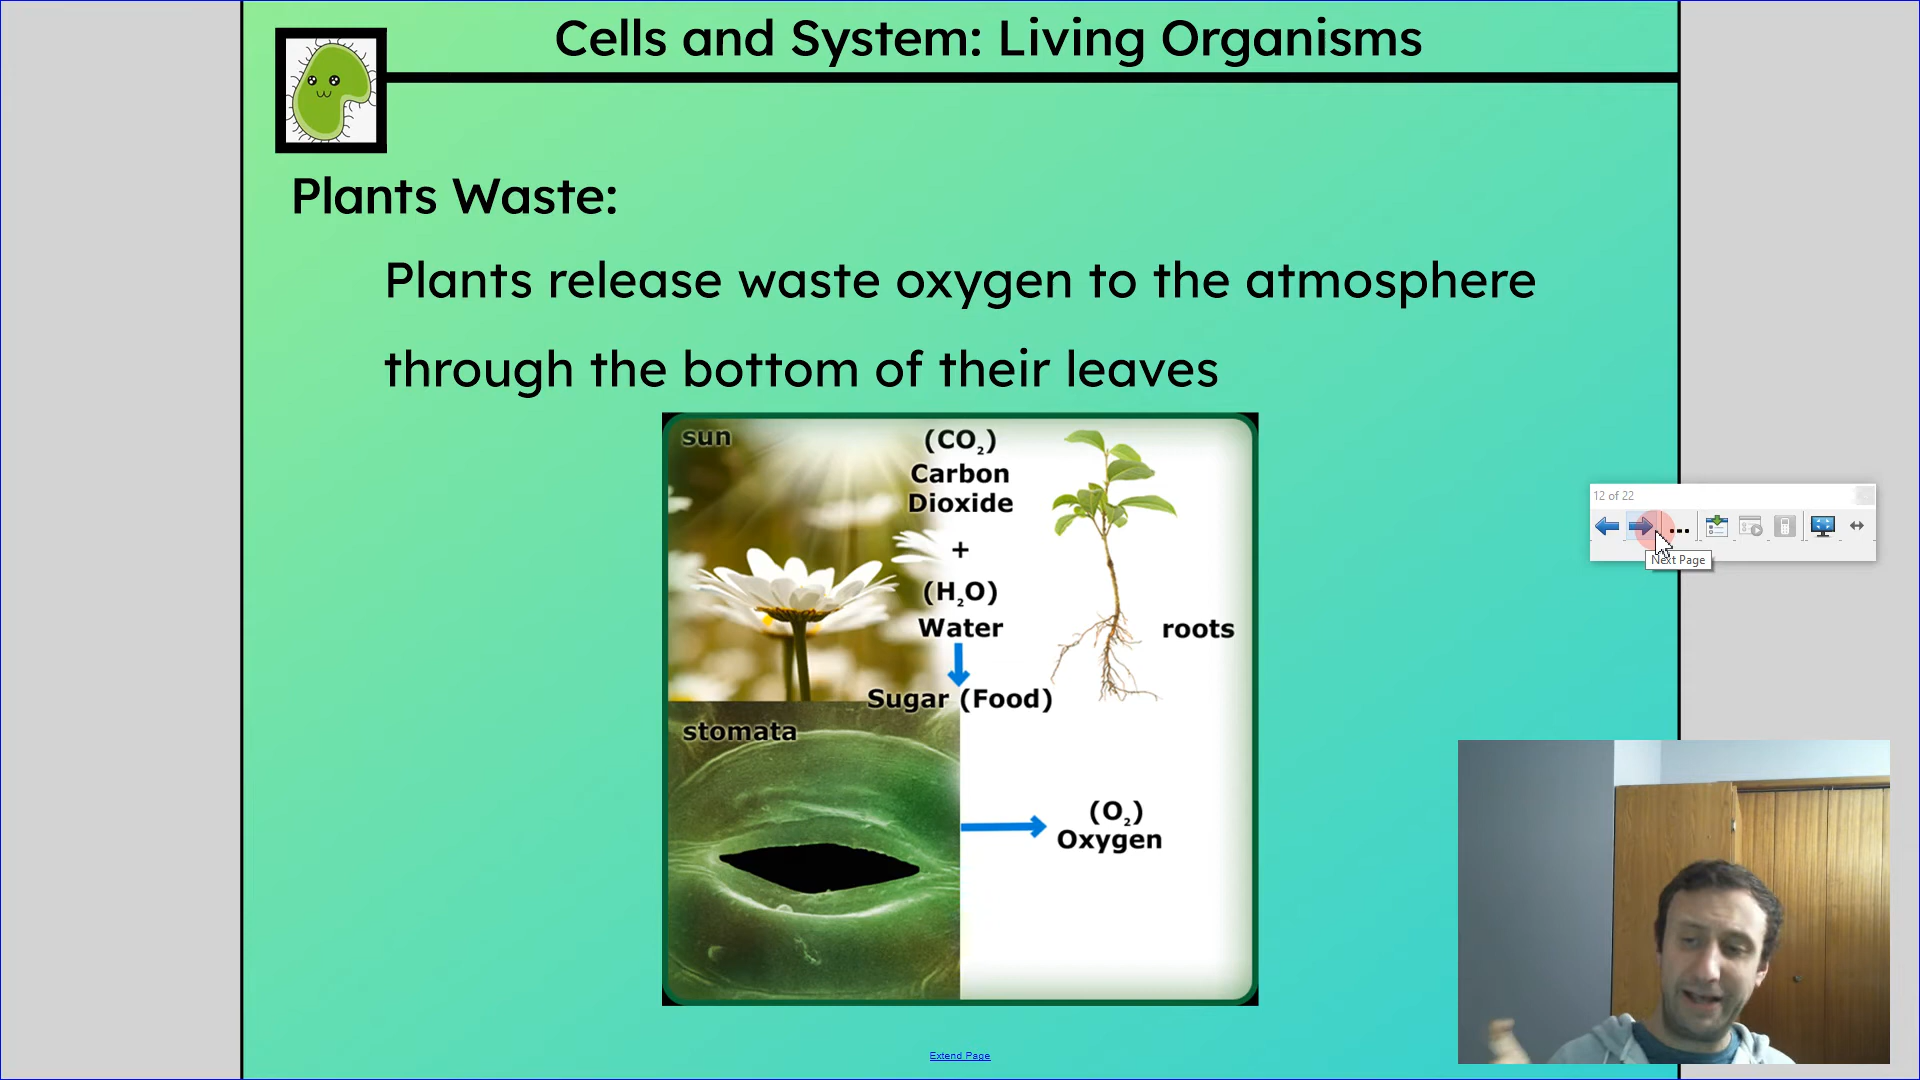 Cells and System: Living Organisms
Plants Waste:
Plants release waste oxygen to the atmosphere
through the bottom of their leaves
sun
(CO₂)
Carbon
Dioxide
+
(H₂O)
Water
roots
Sugar (Food)
stomata
(O₂)
Oxygen
12 of 22
...
Next Page
Extend Page